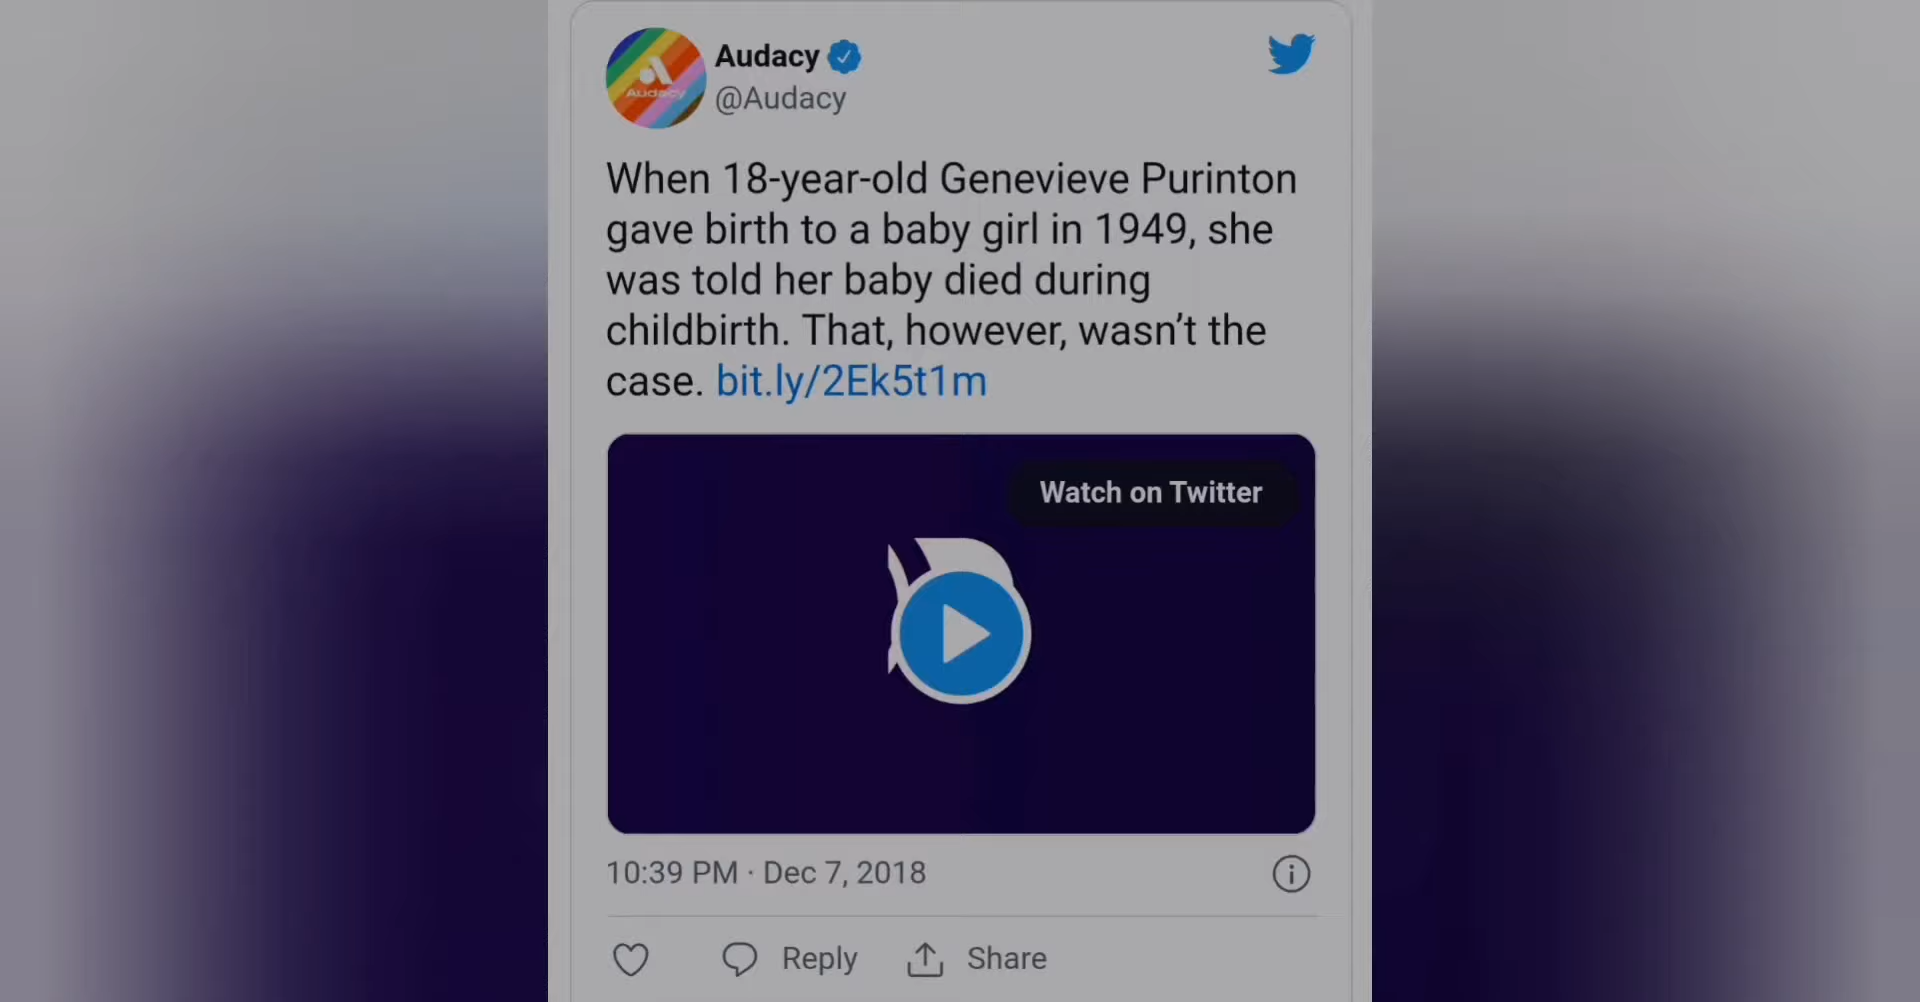 Audacy
@Audacy
Audacy
When 18-year-old Genevieve Purinton
gave birth to a baby girl in 1949, she
was told her baby died during
childbirth. That, however, wasn’t the
case. bit.ly/2Ek5t1m
Watch on Twitter
10:39 PM · Dec 7, 2018
Reply
Share